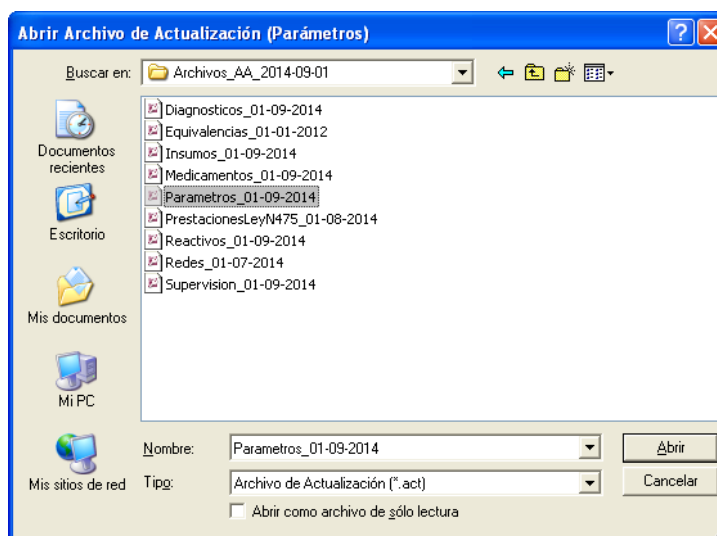 Abrir Archivo de Actualización (Parámetros)
Buscar en: Archivos_AA_2014-09-01
Documentos recientes
Escritorio
Mis documentos
Mi PC
Mis sitios de red
Diagnosticos_01-09-2014
Equivalencias_01-01-2012
Insumos_01-09-2014
Medicamentos_01-09-2014
Parametros_01-09-2014
PrestacionesLeyN475_01-08-2014
Reactivos_01-09-2014
Redes_01-07-2014
Supervision_01-09-2014
Nombre: Parametros_01-09-2014 Abrir
Tipo: Archivo de Actualización (*.act) Cancelar
Abrir como archivo de sólo lectura